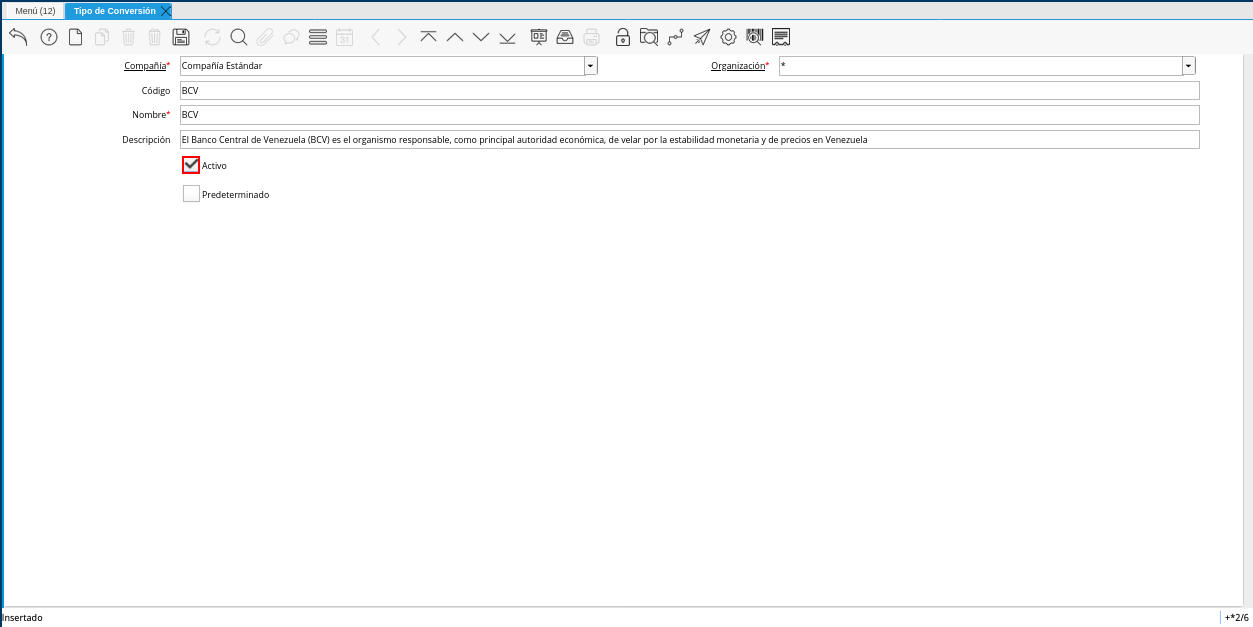 Menú (12) Tipo de Conversión
31
Compañía* Compañía Estándar Organización* *
Código BCV
Nombre* BCV
Descripción El Banco Central de Venezuela (BCV) es el organismo responsable, como principal autoridad económica, de velar por la estabilidad monetaria y de precios en Venezuela
Activo
Predeterminado
Insertado +*2/6